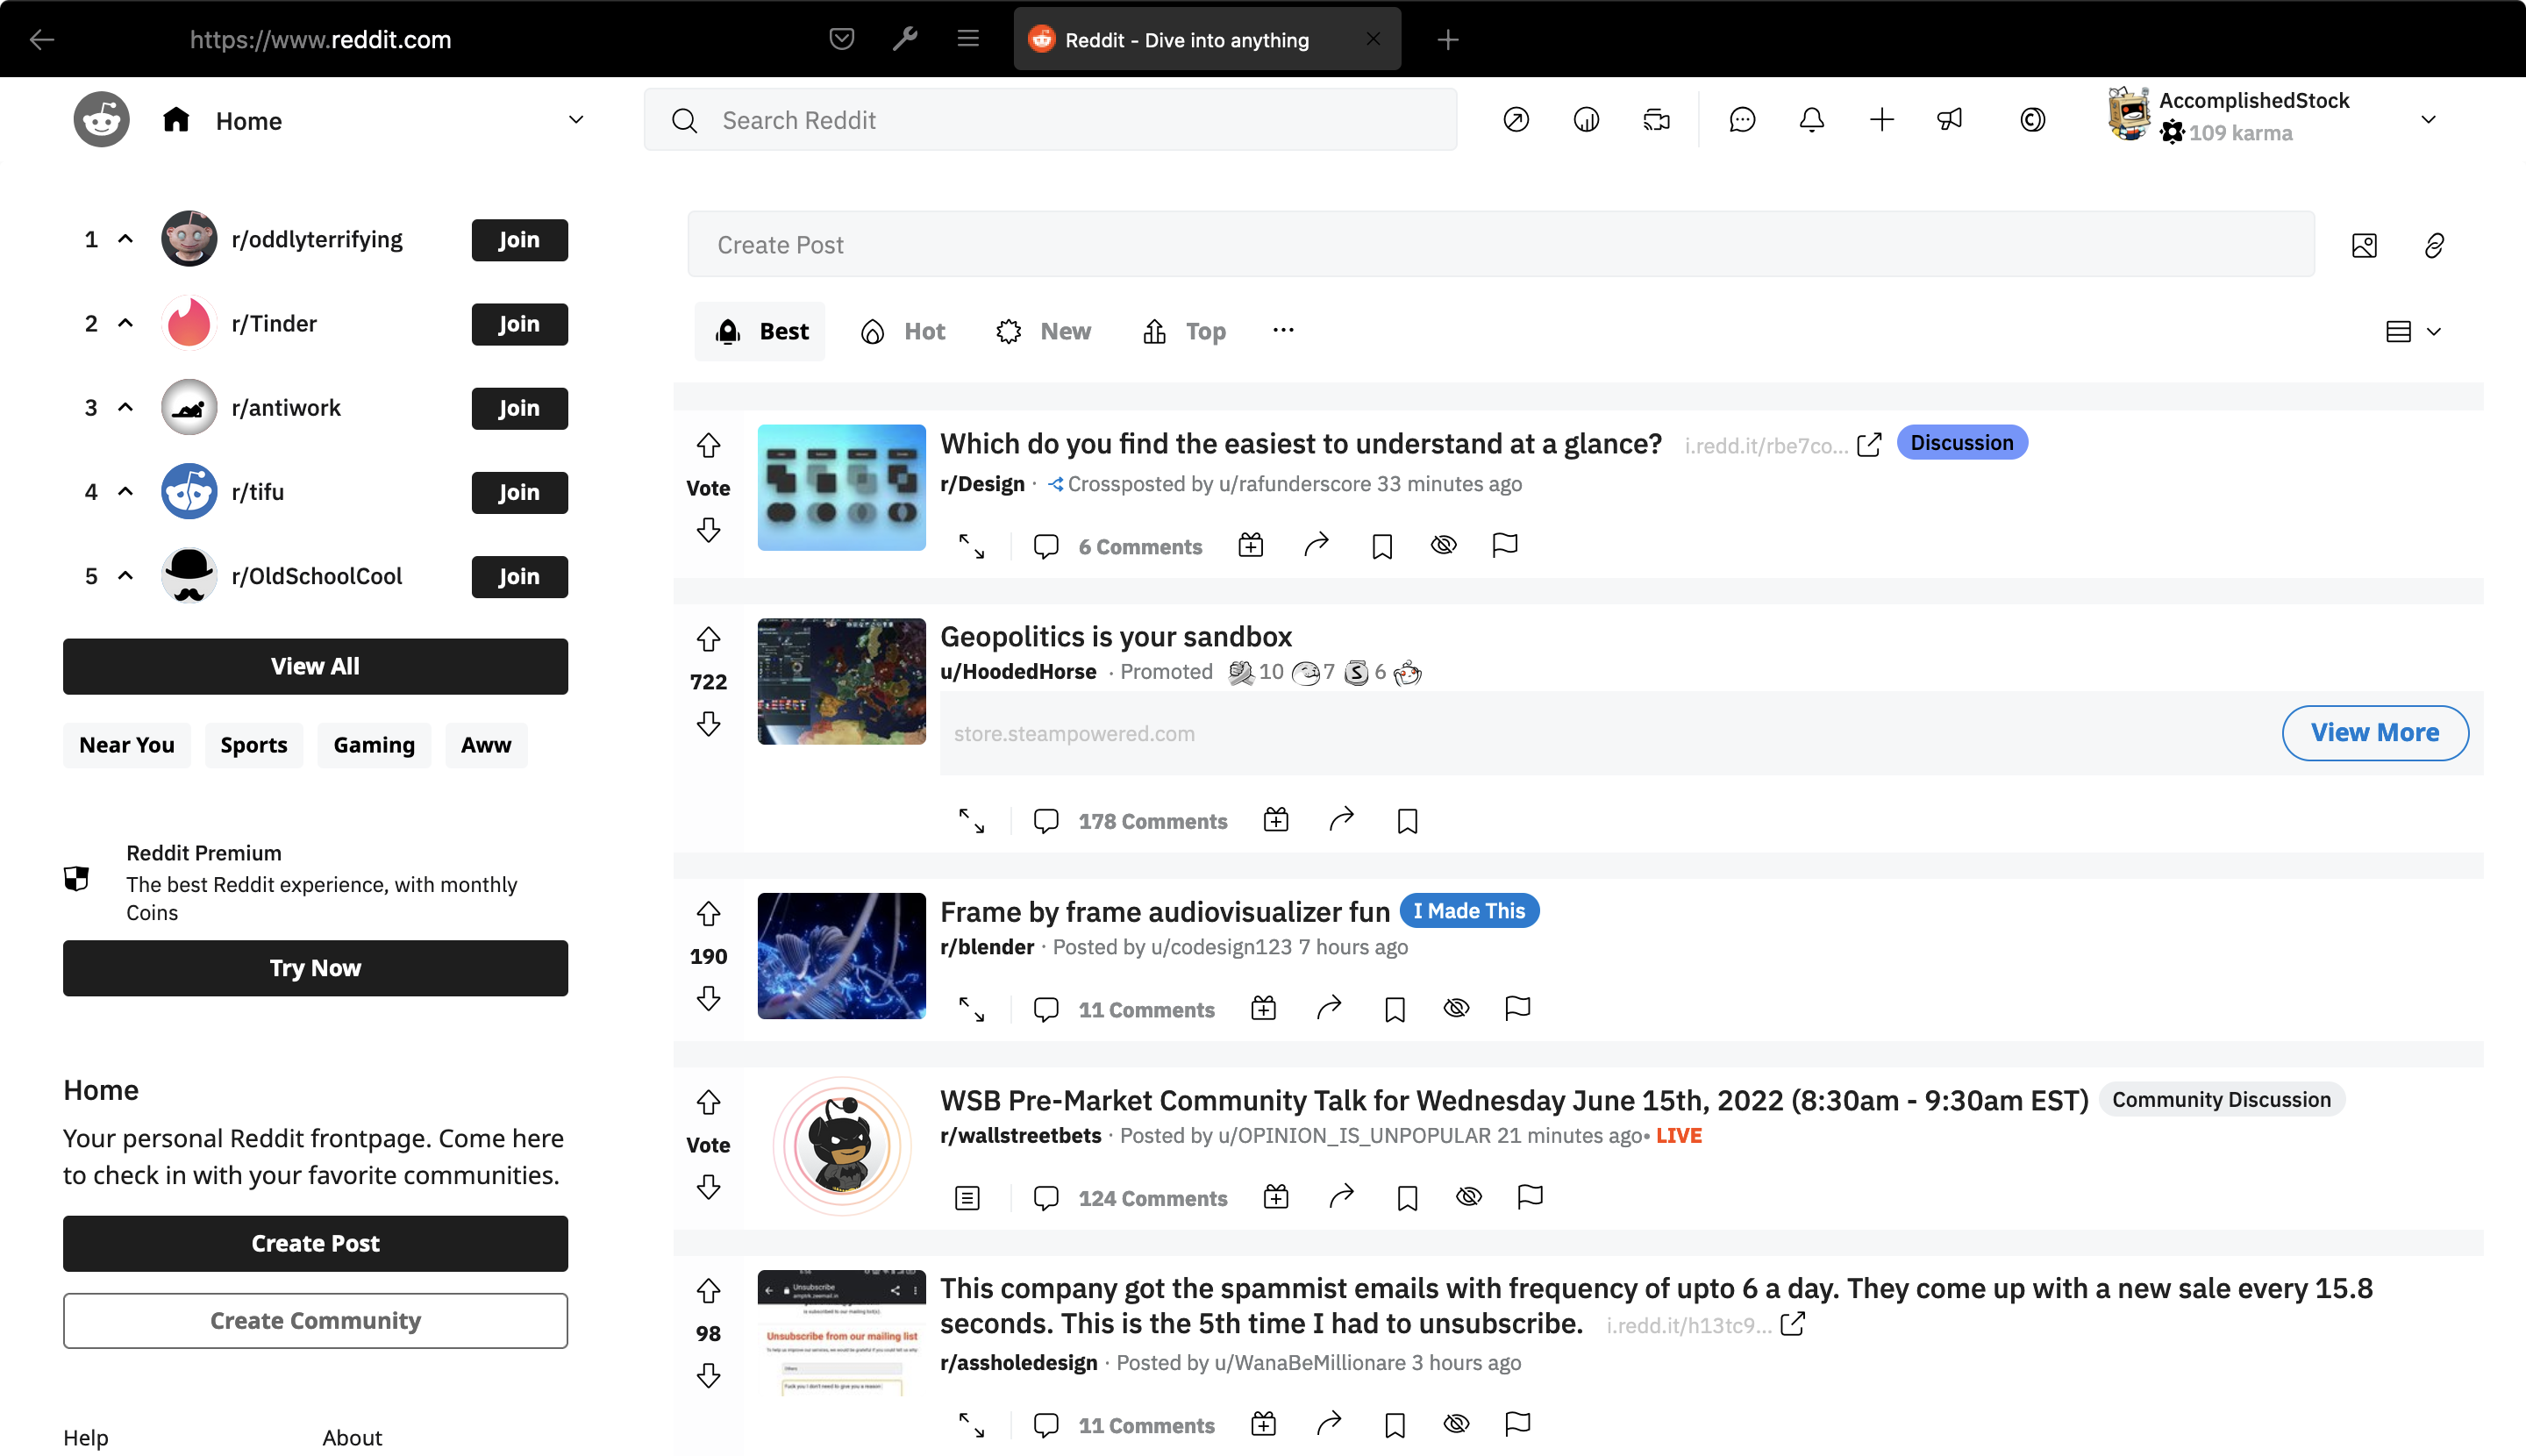 https://www.reddit.com
Reddit - Dive into anything
Home
Search Reddit
AccomplishedStock
109 karma
1 r/oddlyterrifying Join
2 r/Tinder Join
3 r/antiwork Join
4 r/tifu Join
5 r/OldSchoolCool Join
View All
Near You Sports Gaming Aww
Reddit Premium
The best Reddit experience, with monthly
Coins
Try Now
Home
Your personal Reddit frontpage. Come here
to check in with your favorite communities.
Create Post
Create Community
Help About
Create Post
Best Hot New Top
Vote
Which do you find the easiest to understand at a glance? i.redd.it/rbe7co... Discussion
r/Design · Crossposted by u/rafunderscore 33 minutes ago
6 Comments
722
Geopolitics is your sandbox
u/HoodedHorse · Promoted 10 7 S 6
store.steampowered.com
View More
178 Comments
190
Frame by frame audiovisualizer fun I Made This
r/blender · Posted by u/codesign123 7 hours ago
11 Comments
Vote
WSB Pre-Market Community Talk for Wednesday June 15th, 2022 (8:30am - 9:30am EST) Community Discussion
r/wallstreetbets · Posted by u/OPINION_IS_UNPOPULAR 21 minutes ago• LIVE
124 Comments
98
Unsubscribe
Unsubscribe from our mailing list
This company got the spammist emails with frequency of upto 6 a day. They come up with a new sale every 15.8
seconds. This is the 5th time I had to unsubscribe. i.redd.it/h13tc9...
r/assholedesign · Posted by u/WanaBeMillionare 3 hours ago
11 Comments